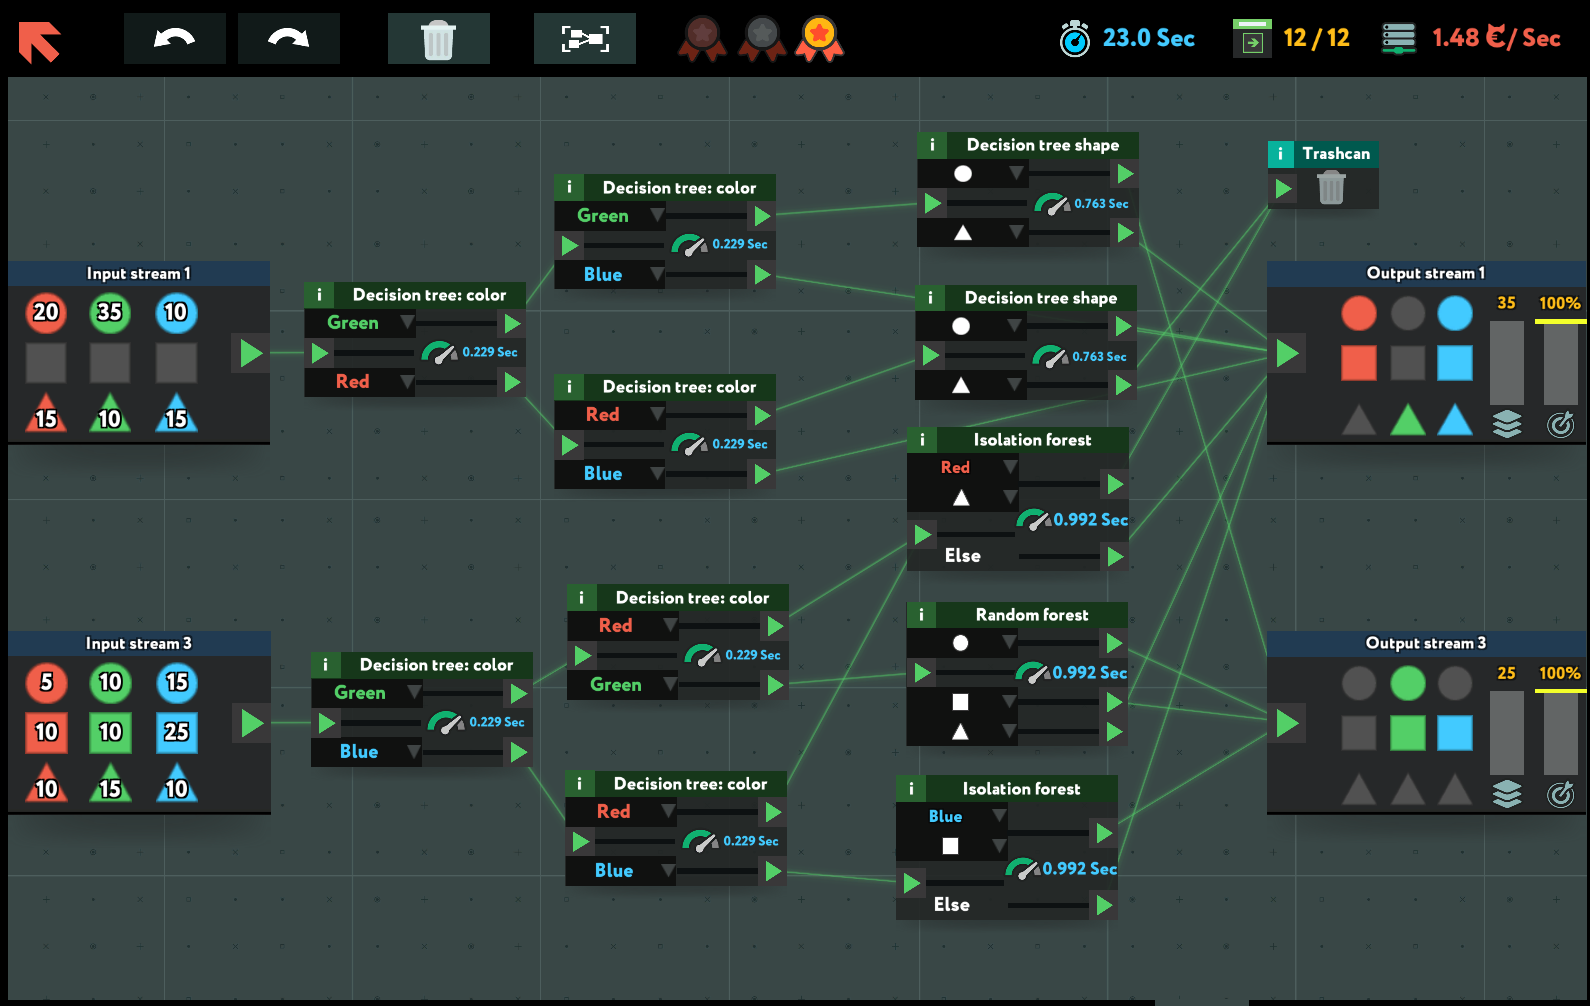 23.0 Sec
12 / 12
1.48 / Sec
Input stream 1
20
35
10
15
10
15
i
Decision tree: color
Green
0.229 Sec
Red
i
Decision tree: color
Green
0.229 Sec
Blue
i
Decision tree: color
Red
0.229 Sec
Blue
i
Decision tree shape
0.763 Sec
i
Decision tree shape
0.763 Sec
i
Isolation forest
Red
0.992 Sec
Else
i
Trashcan
Output stream 1
35
100%
Input stream 3
5
10
15
10
10
25
10
15
10
i
Decision tree: color
Green
0.229 Sec
Blue
i
Decision tree: color
Red
0.229 Sec
Green
i
Decision tree: color
Red
0.229 Sec
Blue
i
Random forest
0.992 Sec
i
Isolation forest
Blue
0.992 Sec
Else
Output stream 3
25
100%